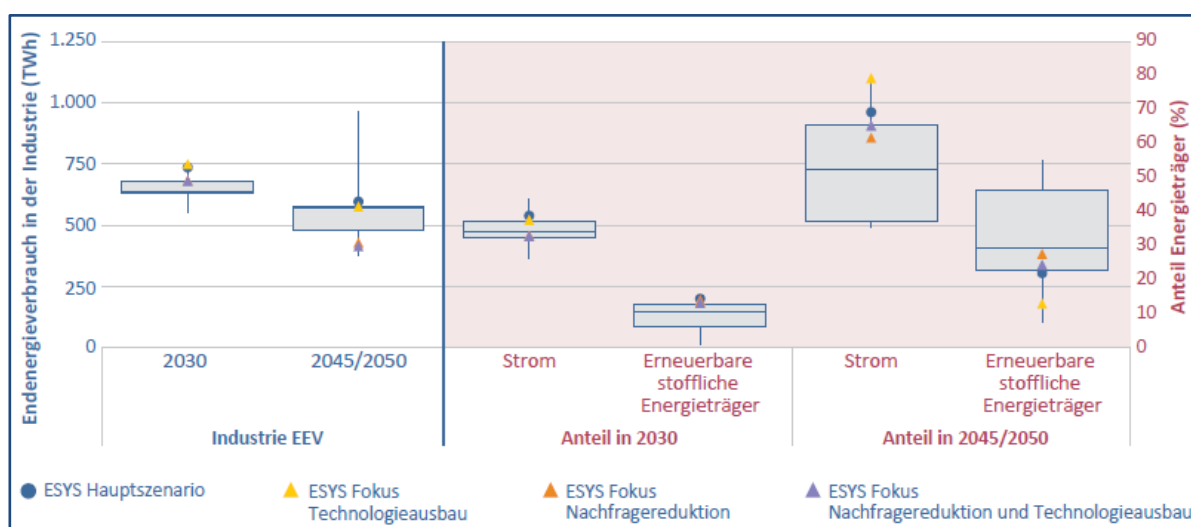 Endenergieverbrauch in der Industrie (TWh)
1.250
1.000
750
500
250
0
90
80
70
60
50
40
30
20
10
0
Anteil Energieträger (%)
2030
2045/2050
Strom
Erneuerbare
stoffliche
Energieträger
Strom
Erneuerbare
stoffliche
Energieträger
Industrie EEV
Anteil in 2030
Anteil in 2045/2050
ESYS Hauptszenario
ESYS Fokus
Technologieausbau
ESYS Fokus
Nachfragereduktion
ESYS Fokus
Nachfragereduktion und Technologieausbau